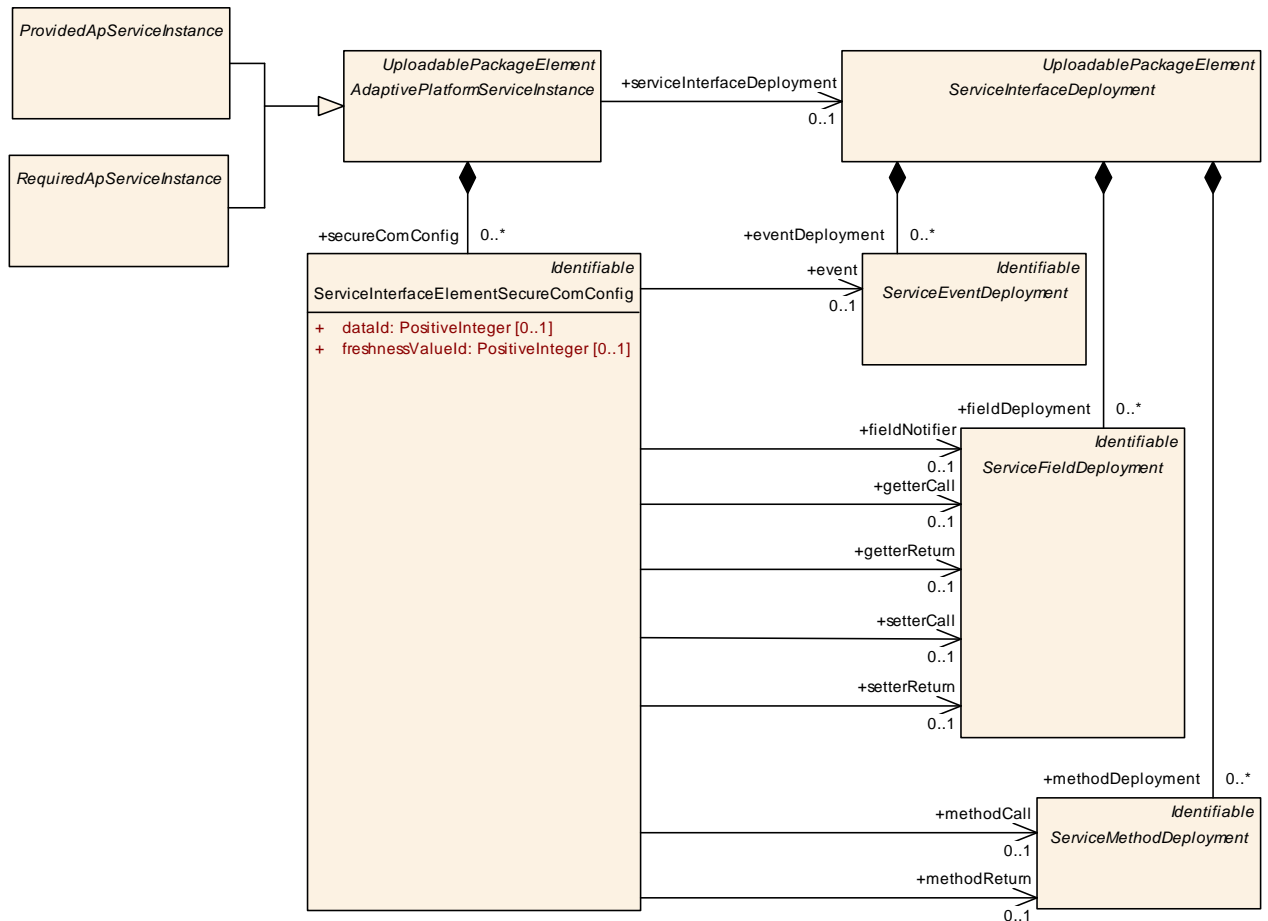 ProvidedApServiceInstance
UploadablePackageElement
AdaptivePlatformServiceInstance
+serviceInterfaceDeployment
0..1
UploadablePackageElement
ServiceInterfaceDeployment
RequiredApServiceInstance
+secureComConfig 0..*
+eventDeployment 0..*
Identifiable
ServiceInterfaceElementSecureComConfig
+ dataId: PositiveInteger [0..1]
+ freshnessValueId: PositiveInteger [0..1]
+event
0..1
Identifiable
ServiceEventDeployment
+fieldDeployment 0..*
+fieldNotifier
0..1
Identifiable
ServiceFieldDeployment
+getterCall
0..1
+getterReturn
0..1
+setterCall
0..1
+setterReturn
0..1
+methodDeployment 0..*
+methodCall
0..1
Identifiable
ServiceMethodDeployment
+methodReturn
0..1